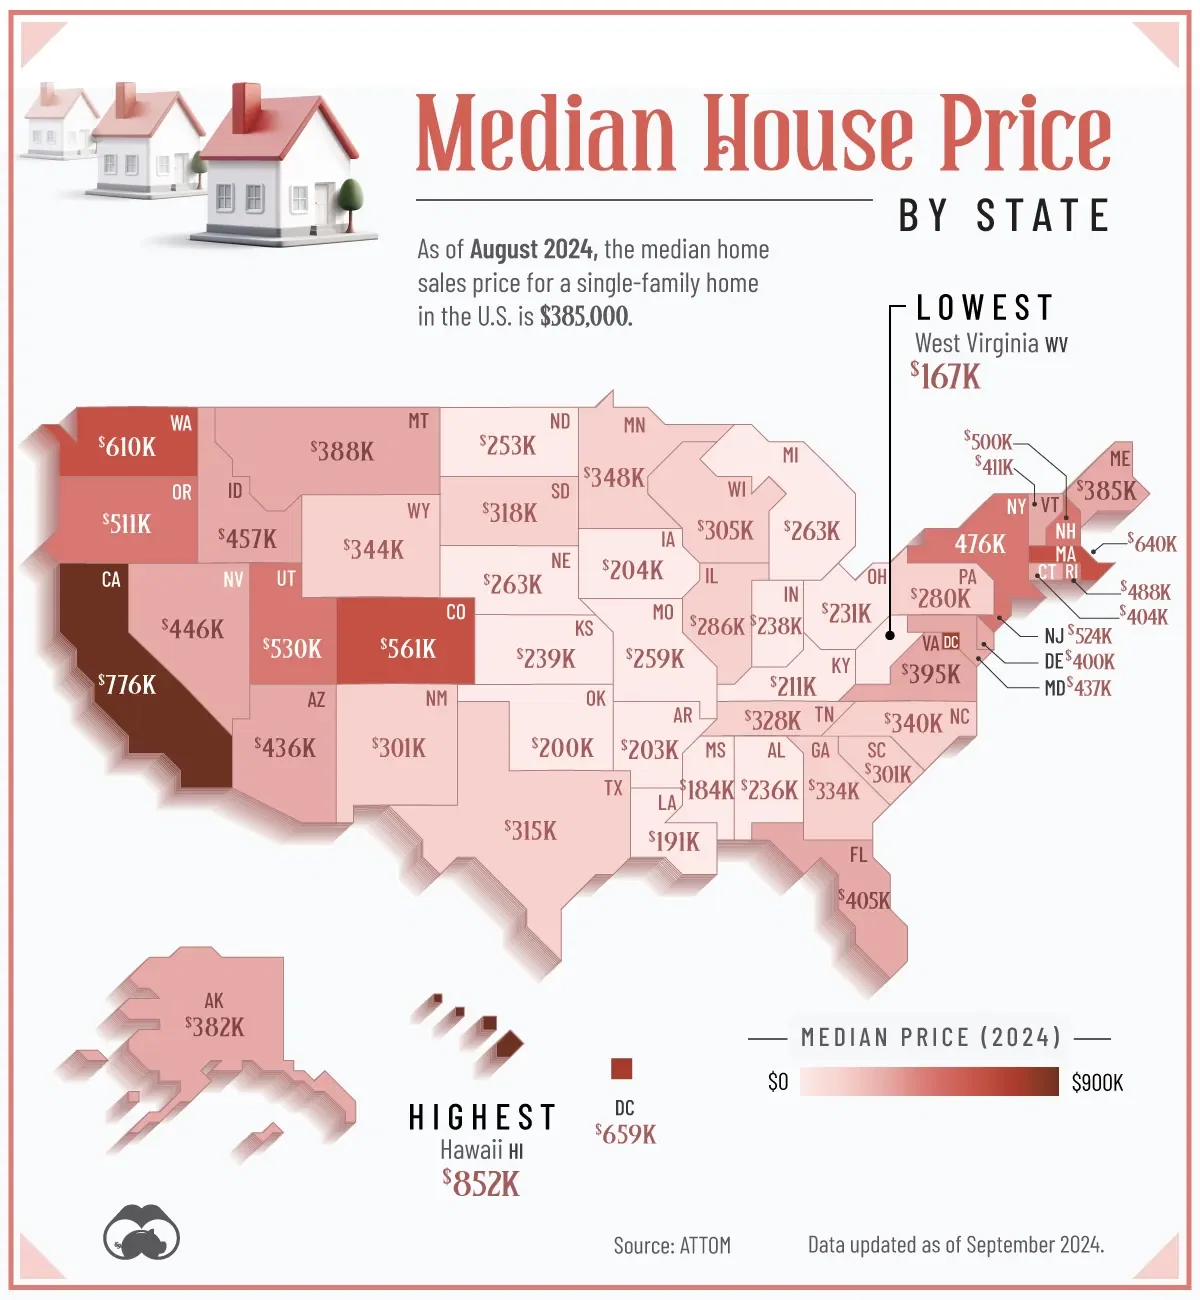 Median House Price
BY STATE
As of August 2024, the median home
sales price for a single-family home
in the U.S. is $385,000.
LOWEST
West Virginia WV
$167K
WA
$610K
OR
$511K
CA
$776K
ID
$457K
NV
$446K
MT
$388K
WY
$344K
UT
$530K
CO
$561K
AZ
$436K
NM
$301K
ND
$253K
SD
$318K
NE
$263K
KS
$239K
OK
$200K
TX
$315K
MN
$348K
IA
$204K
MO
$259K
AR
$203K
LA
$191K
WI
$305K
IL
$286K
MI
$263K
IN
$238K
OH
$231K
KY
$211K
TN
$328K
MS
$184K
AL
$236K
GA
$334K
FL
$405K
SC
$301K
NC
$340K
VA
DC
$395K
PA
$280K
NY
476K
VT
$411K
$500K
NH
ME
$385K
MA
$640K
CT
RI
$488K
$404K
NJ $524K
DE $400K
MD $437K
AK
$382K
HIGHEST
Hawaii HI
$852K
DC
$659K
MEDIAN PRICE (2024)
$0
$900K
Source: ATTOM
Data updated as of September 2024.